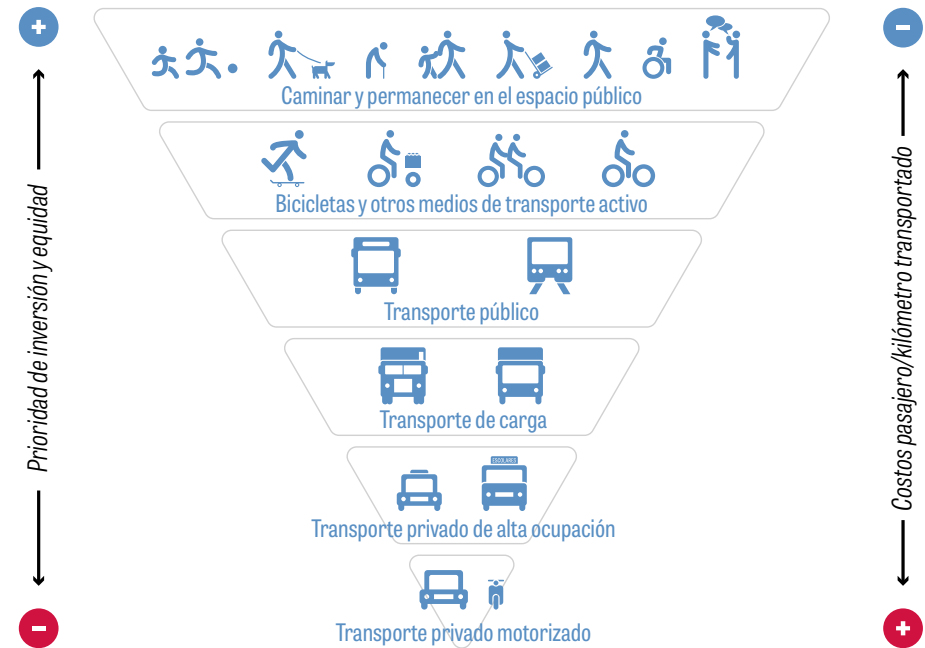 Caminar y permanecer en el espacio público
Bicicletas y otros medios de transporte activo
Transporte público
Transporte de carga
ESCOLARES
Transporte privado de alta ocupación
Transporte privado motorizado
Prioridad de inversión y equidad
Costos pasajero/kilómetro transportado